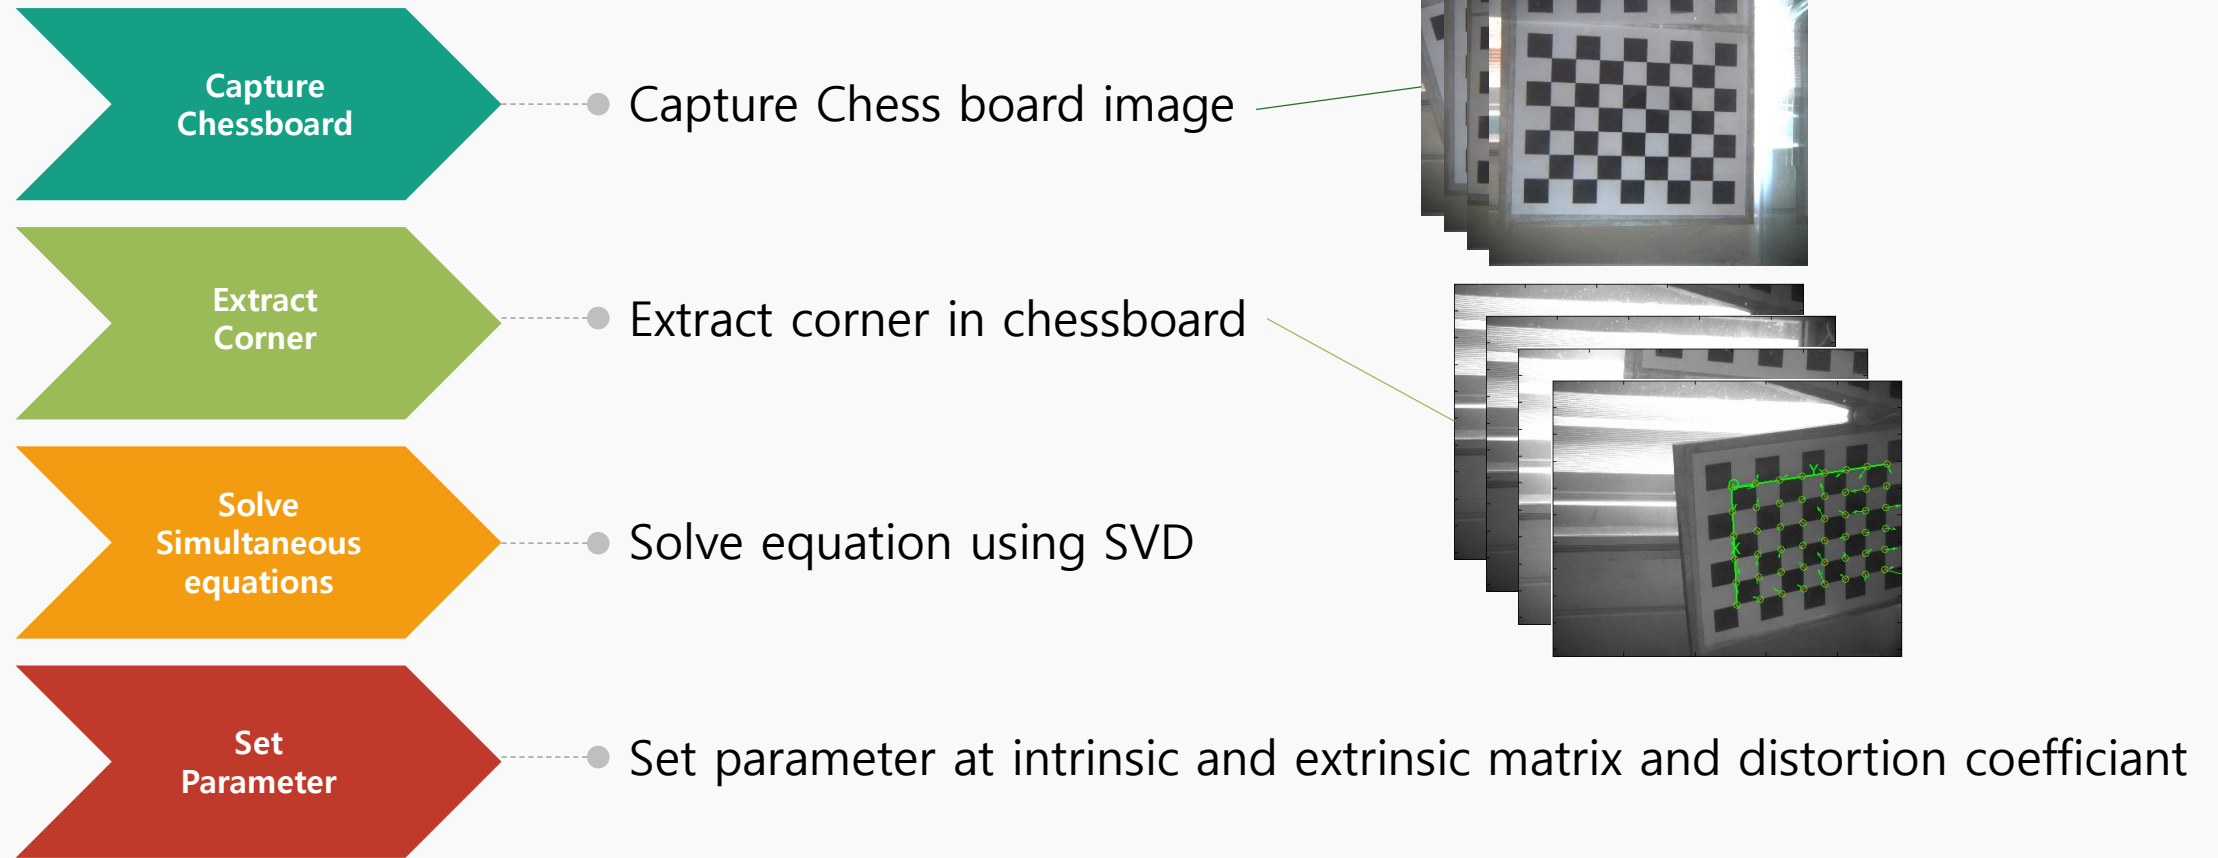 Capture
Chessboard
Capture Chess board image
Extract
Corner
Extract corner in chessboard
Solve
Simultaneous
equations
Solve equation using SVD
Set
Parameter
Set parameter at intrinsic and extrinsic matrix and distortion coefficiant
Y
X